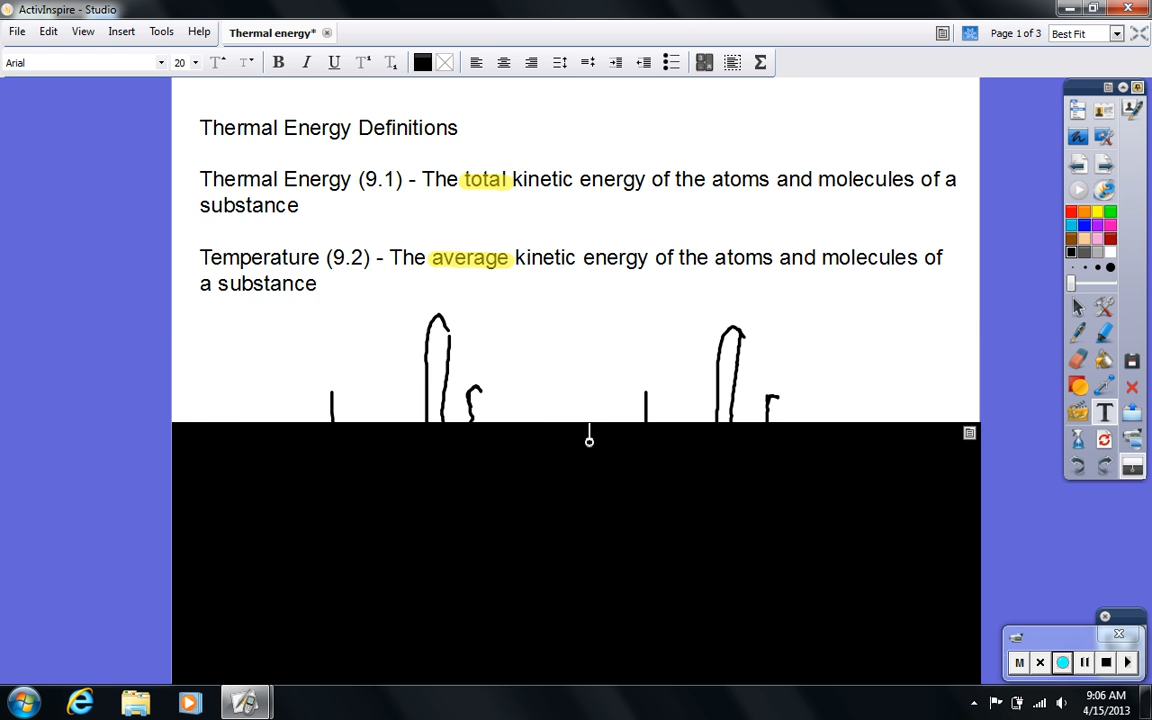 ActivInspire - Studio
File Edit View Insert Tools Help Thermal energy* Page 1 of 3 Best Fit
Arial 20 T T B I U T T Σ
Thermal Energy Definitions
Thermal Energy (9.1) - The total kinetic energy of the atoms and molecules of a
substance
Temperature (9.2) - The average kinetic energy of the atoms and molecules of
a substance
T
M
9:06 AM
4/15/2013